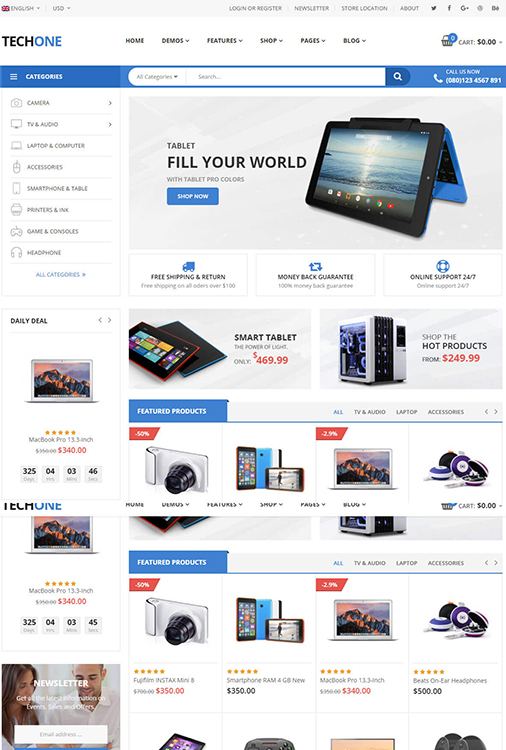 ENGLISH USD LOGIN OR REGISTER NEWSLETTER STORE LOCATION ABOUT
TECHONE HOME DEMOS FEATURES SHOP PAGES BLOG 0 CART: $0.00
CATEGORIES All Categories Search... CALL US NOW
(080)123 4567 891
CAMERA
TV & AUDIO
LAPTOP & COMPUTER
ACCESSORIES
SMARTPHONE & TABLE
PRINTERS & INK
GAME & CONSOLES
HEADPHONE
ALL CATEGORIES
TABLET
FILL YOUR WORLD
WITH TABLET PRO COLORS
SHOP NOW
FREE SHIPPING & RETURN
Free shipping on all oders over $100
MONEY BACK GUARANTEE
100% money back guarantee
ONLINE SUPPORT 24/7
Online support 24/7
DAILY DEAL
MacBook Pro 13.3-inch
$350.00 $340.00
325 04 03 46
Days Hrs Mins Secs
SMART TABLET
THE POWER OF LIGHT.
ONLY: $469.99
SHOP THE
HOT PRODUCTS
FROM: $249.99
FEATURED PRODUCTS ALL TV & AUDIO LAPTOP ACCESSORIES
-50% -2.9%
TECHONE HOME DEMOS FEATURES SHOP PAGES BLOG CART: $0.00
MacBook Pro 13.3-inch
$350.00 $340.00
325 04 03 45
Days Hrs Mins Secs
FEATURED PRODUCTS ALL TV & AUDIO LAPTOP ACCESSORIES
-50% -2.9%
Fujifilm INSTAX Mini 8
$700.00 $350.00
Smartphone RAM 4 GB New
$350.00
MacBook Pro 13.3-inch
$350.00 $340.00
Beats On-Ear Headphones
$500.00
NEWSLETTER
Get all the latest information on
Events, Sales and Offers.
Email address ...